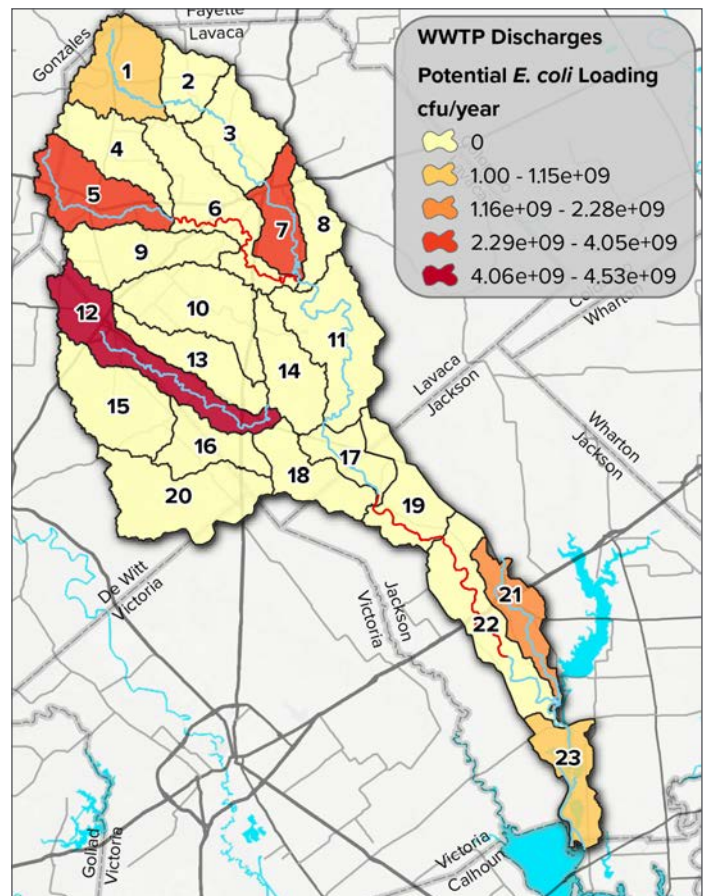 Fayette
Lavaca
Gonzales
WWTP Discharges
Potential E. coli Loading
cfu/year
0
1.00 - 1.15e+09
1.16e+09 - 2.28e+09
2.29e+09 - 4.05e+09
4.06e+09 - 4.53e+09
1
2
3
4
5
6
7
8
9
10
11
12
13
14
15
16
17
18
19
20
21
22
23
Wharton
Lavaca
Jackson
Wharton
Jackson
De Witt
Victoria
Jackson
Victoria
Goliad
Victoria
Victoria
Calhoun